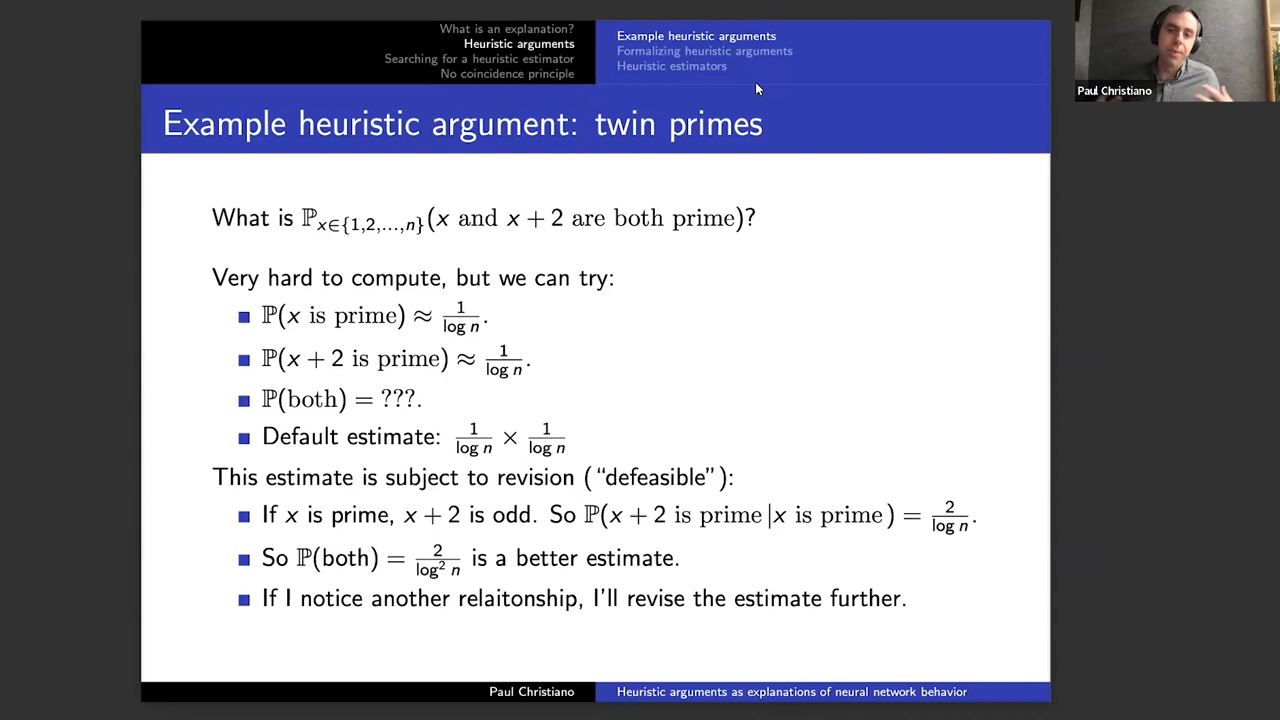 What is an explanation?
Heuristic arguments
Searching for a heuristic estimator
No coincidence principle
Example heuristic arguments
Formalizing heuristic arguments
Heuristic estimators
Paul Christiano
Example heuristic argument: twin primes
What is ℙ_{x∈{1,2,...,n}}(x and x + 2 are both prime)?
Very hard to compute, but we can try:
■ ℙ(x is prime) ≈ 1/log n.
■ ℙ(x + 2 is prime) ≈ 1/log n.
■ ℙ(both) = ???.
■ Default estimate: 1/log n × 1/log n
This estimate is subject to revision (“defeasible”):
■ If x is prime, x + 2 is odd. So ℙ(x + 2 is prime|x is prime) = 2/log n.
■ So ℙ(both) = 2/log² n is a better estimate.
■ If I notice another relaitonship, I'll revise the estimate further.
Paul Christiano
Heuristic arguments as explanations of neural network behavior